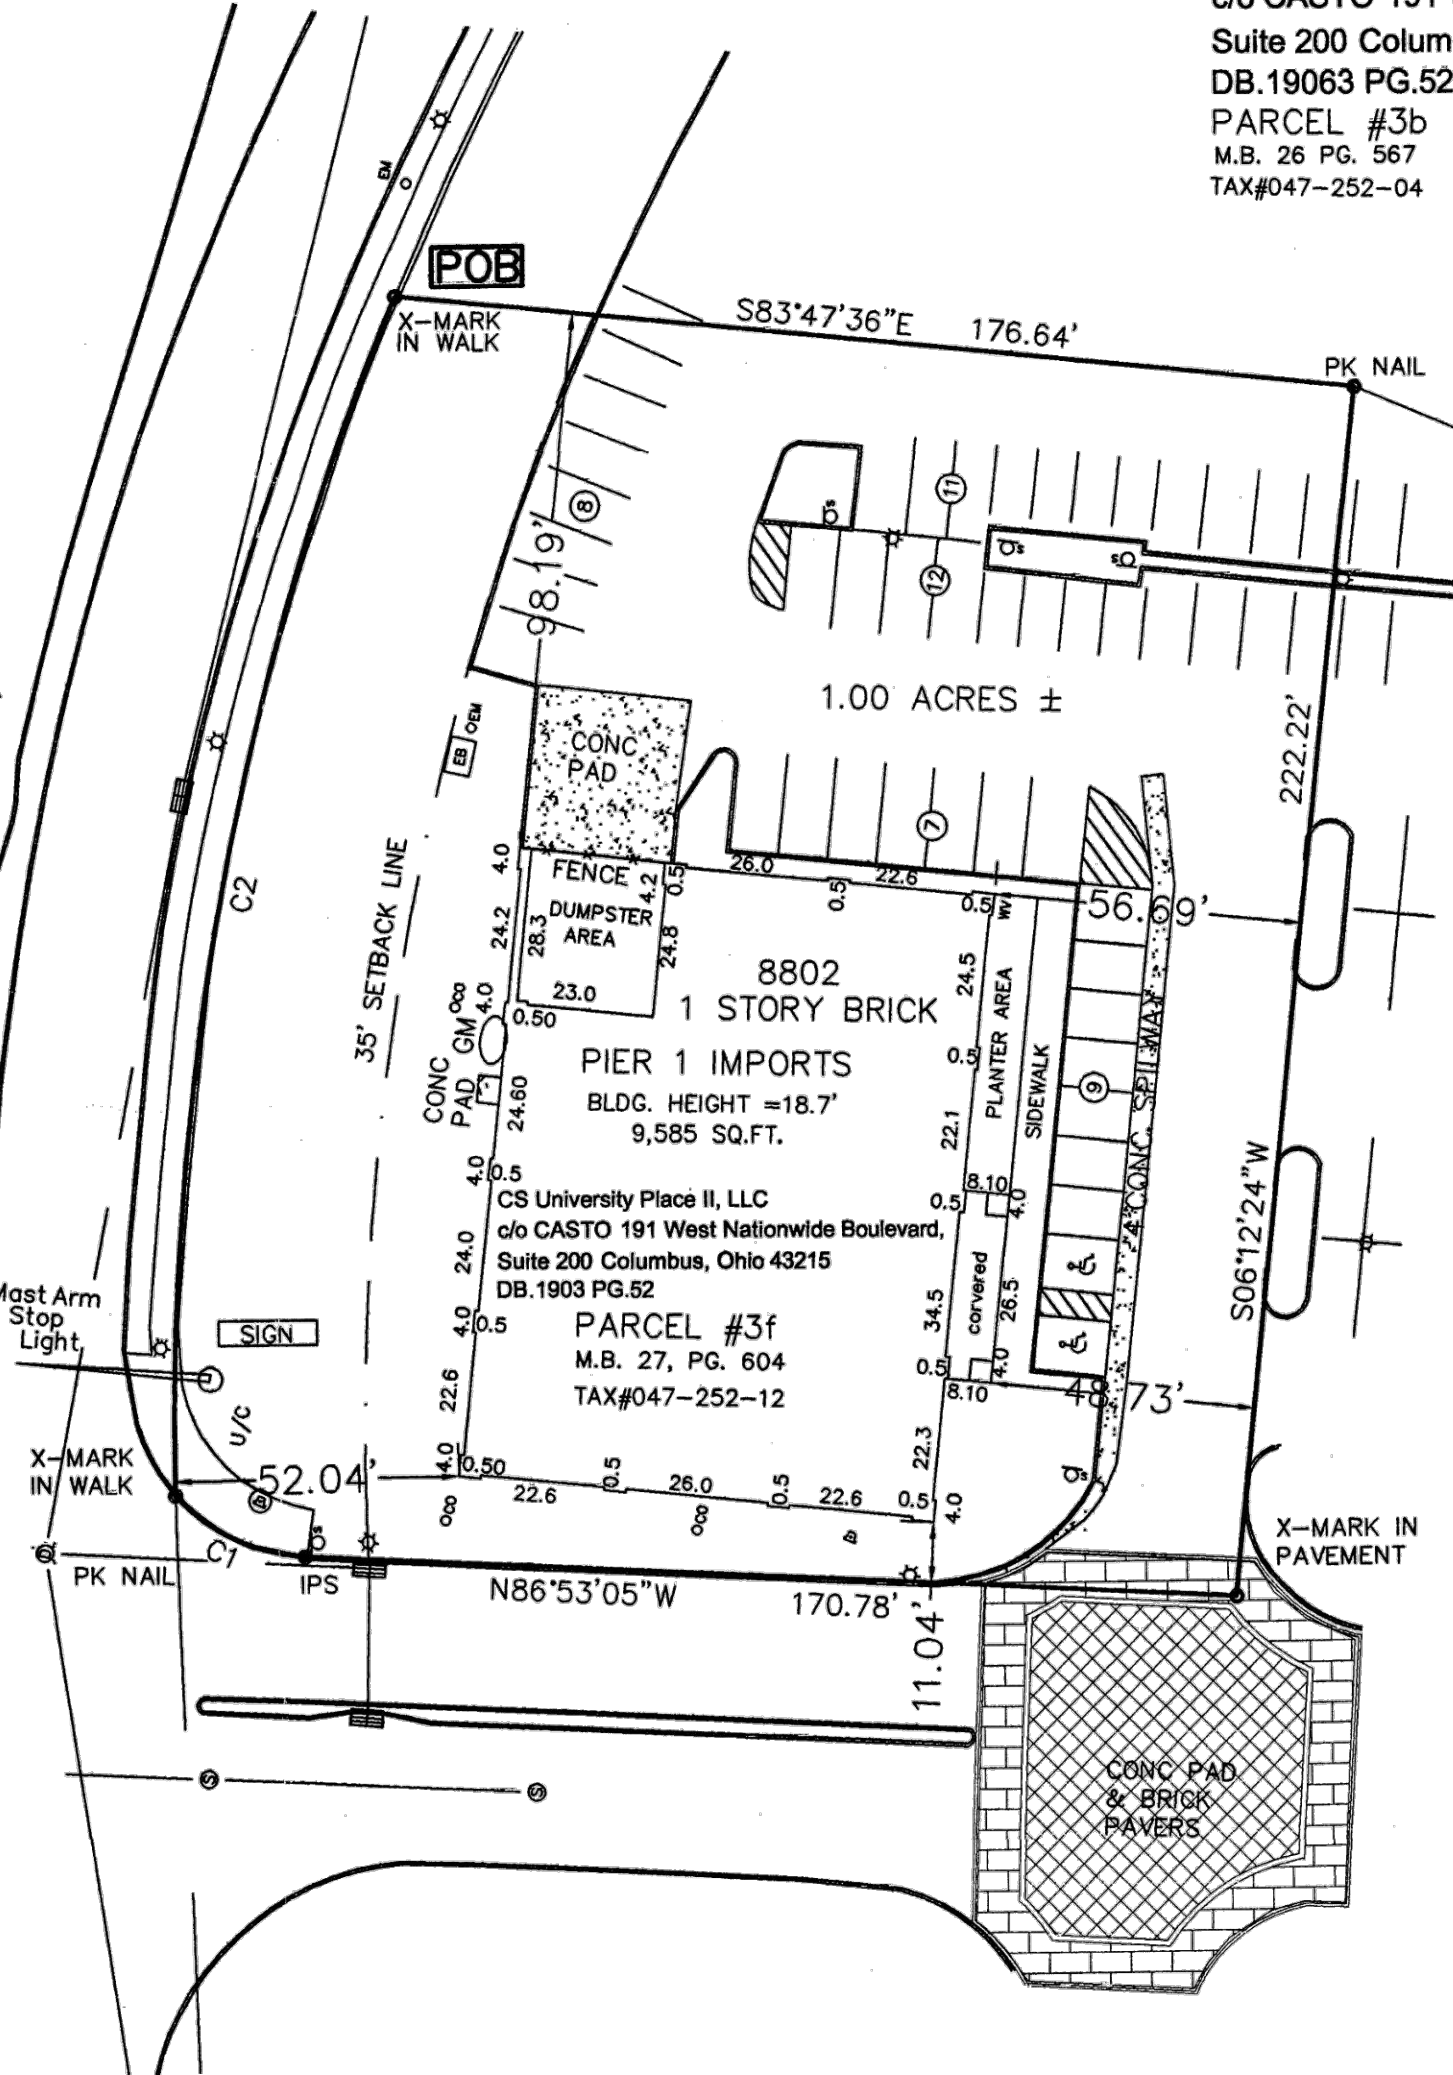 c/o CASTO 191
Suite 200 Colum
DB.19063 PG.52
PARCEL #3b
M.B. 26 PG. 567
TAX#047-252-04
EM
POB
X-MARK
IN WALK
S83°47'36"E 176.64'
PK NAIL
8
11
12
98.19'
1.00 ACRES ±
222.22'
EB
OEM
CONC
PAD
7
C2
35' SETBACK LINE
4.0
FENCE
4.2
0.5
26.0
0.5
22.6
0.5
WV
56.69'
24.2
28.3
DUMPSTER
AREA
24.8
23.0
0.50
4.0
OCO
GM
CONC
PAD
24.60
8802
1 STORY BRICK
PIER 1 IMPORTS
BLDG. HEIGHT =18.7'
9,585 SQ.FT.
24.5
0.5
22.1
PLANTER AREA
SIDEWALK
9
4' CONC. SPILLWAY
4.0
0.5
CS University Place II, LLC
c/o CASTO 191 West Nationwide Boulevard,
Suite 200 Columbus, Ohio 43215
DB.1903 PG.52
PARCEL #3f
M.B. 27, PG. 604
TAX#047-252-12
24.0
4.0
0.5
22.6
8.10
0.5
4.0
corvered
34.5
26.5
0.5
4.0
8.10
48.73'
S06°12'24"W
Mast Arm
Stop
Light
SIGN
U/C
X-MARK
IN WALK
52.04'
4.0
0.50
22.6
0.5
26.0
0.5
22.6
0.5
22.3
4.0
OCO
OCO
C1
PK NAIL
IPS
N86°53'05"W 170.78'
11.04'
X-MARK IN
PAVEMENT
S
S
CONC PAD
& BRICK
PAVERS